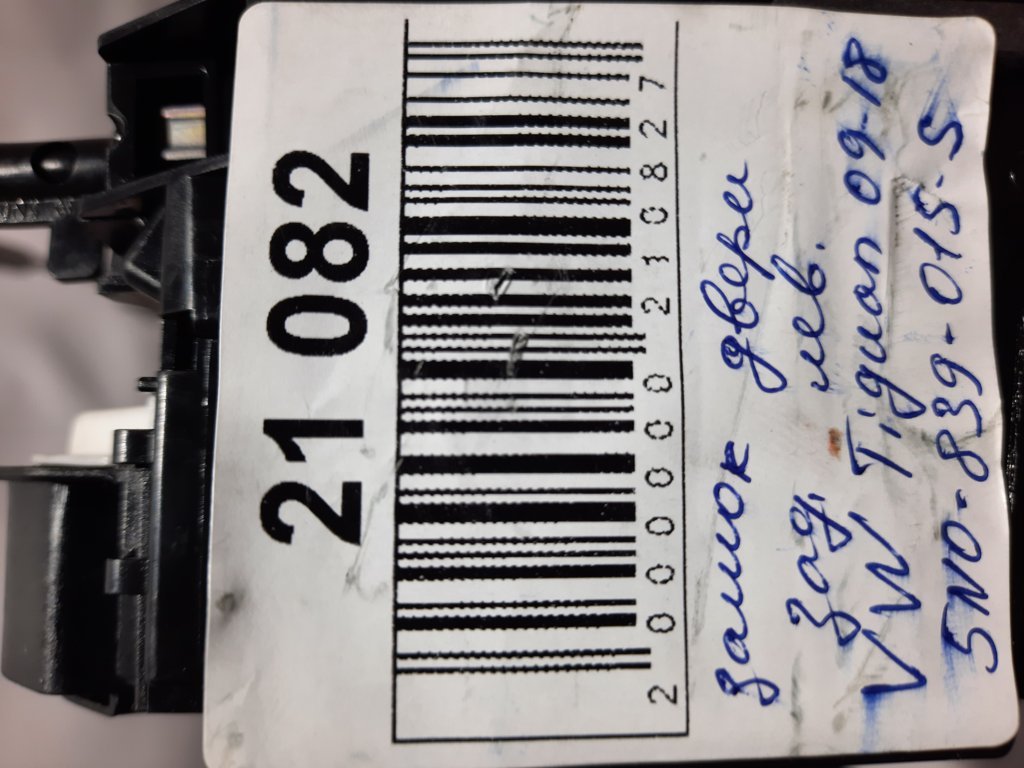 21 082
2000000210827
замок двери
зад. лев.
VW Tiguan 09-18
5N0-839-015-S